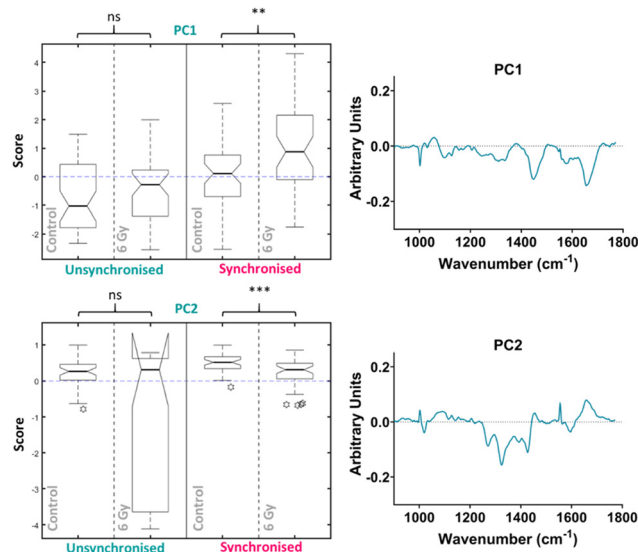 ns
PC1
**
Score
4
3
2
1
0
-1
-2
Control
6 Gy
Control
6 Gy
Unsynchronised
Synchronised
PC1
Arbitrary Units
0.2
0.0
-0.2
1000 1200 1400 1600 1800
Wavenumber (cm-1)
ns
PC2
***
Score
1
0
-1
-2
-3
-4
Control
6 Gy
Control
6 Gy
Unsynchronised
Synchronised
PC2
Arbitrary Units
0.2
0.0
-0.2
1000 1200 1400 1600 1800
Wavenumber (cm-1)